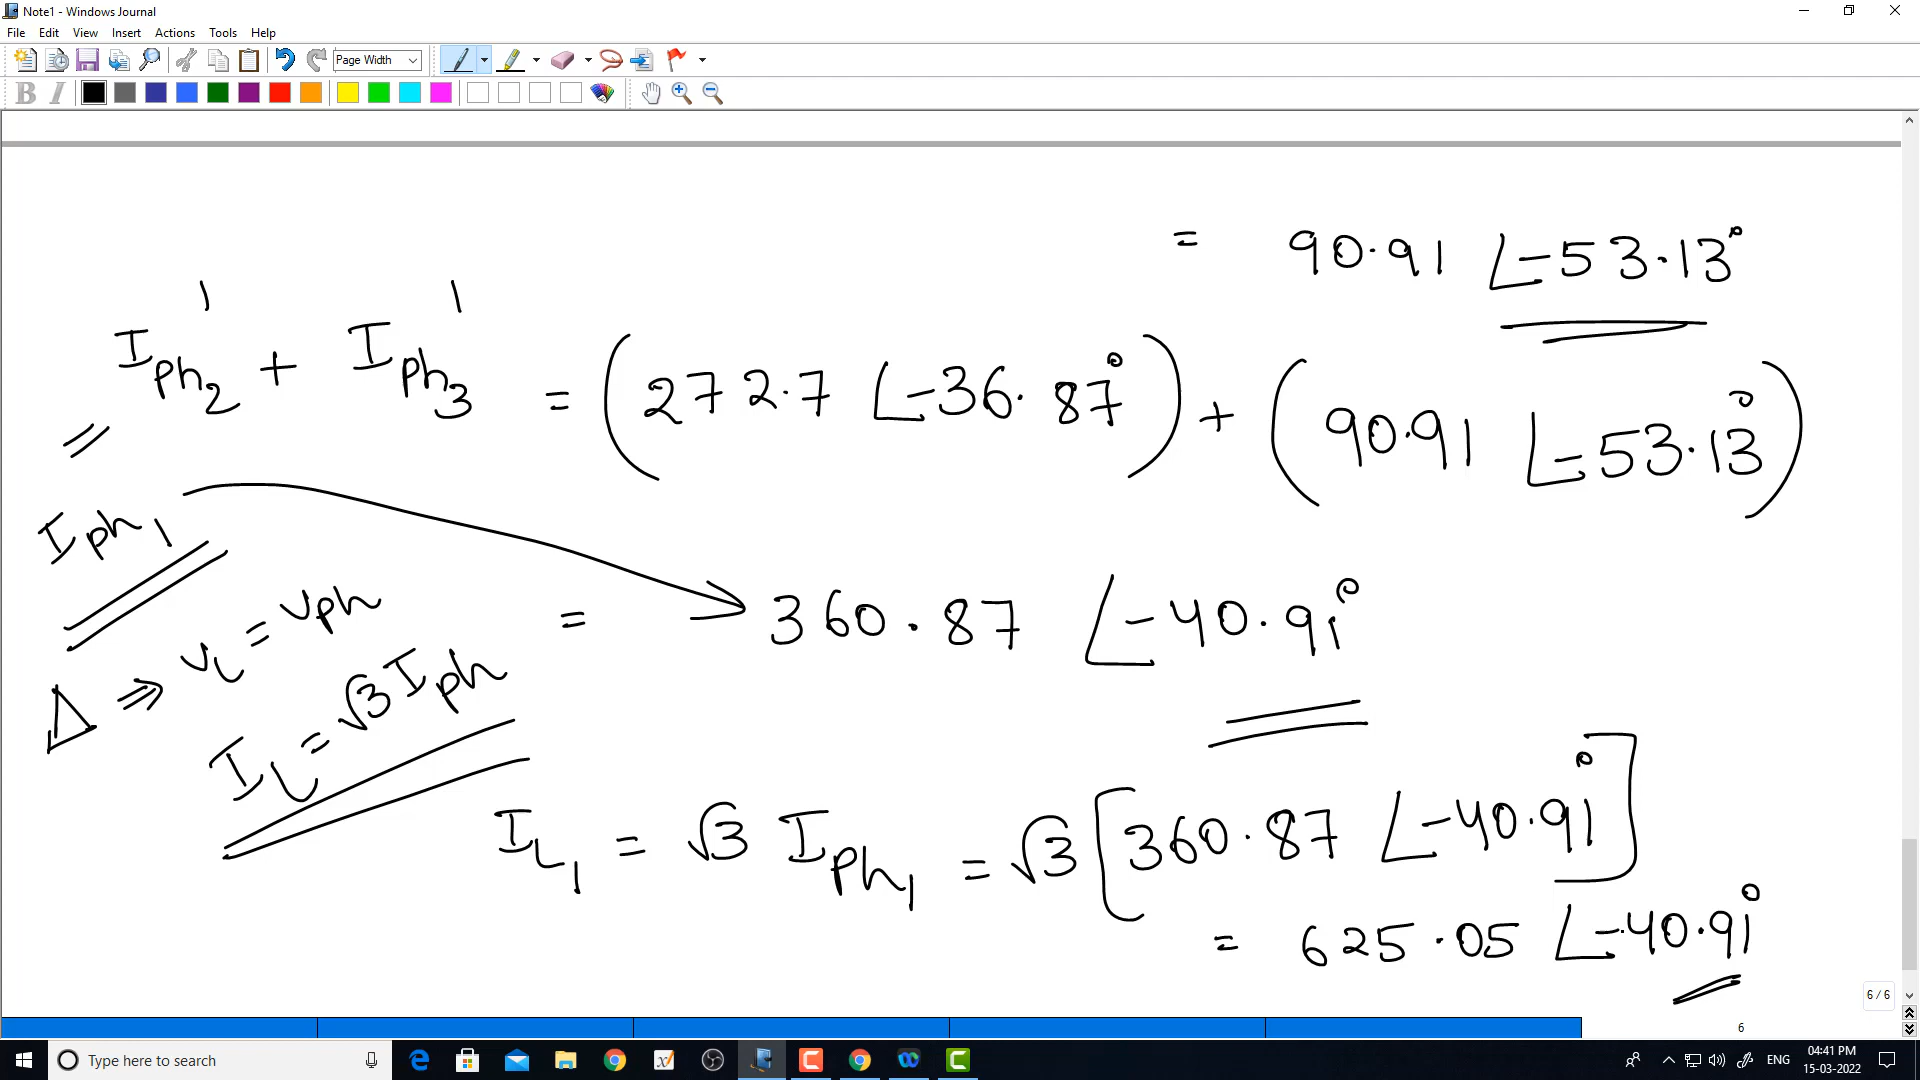 Note1 - Windows Journal
File Edit View Insert Actions Tools Help
Page Width
B I
= 90.91 ∠-53.13°
I'ph2 + I'ph3 = (272.7 ∠-36.87°) + (90.91 ∠-53.13°)
Iph1
= 360.87 ∠-40.91°
Δ ⇒ VL = Vph
IL = √3 Iph
IL1 = √3 Iph1 = √3 [360.87 ∠-40.91°]
= 625.05 ∠-40.91°
6 / 6
6
Type here to search
ENG
04:41 PM
15-03-2022